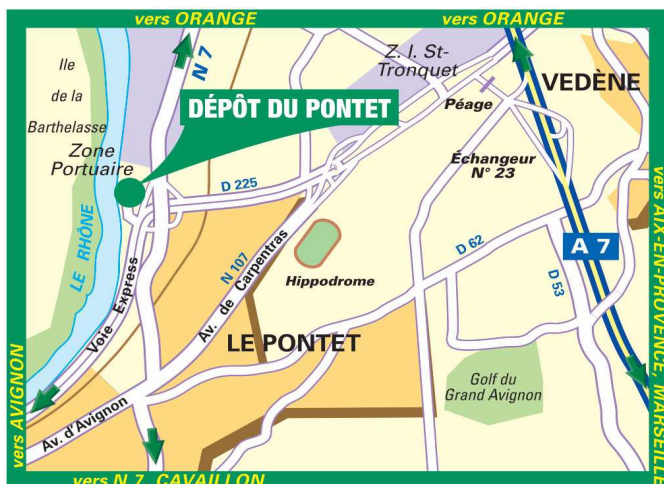 vers ORANGE
vers ORANGE
Ile
de la
Barthelasse
Zone
Portuaire
N 7
DÉPÔT DU PONTET
Z. I. St-
Tronquet
Péage
VEDÈNE
Échangeur
N° 23
D 225
LE RHÔNE
Voie Express
N 107
Av. de Carpentras
Hippodrome
D 62
A 7
D 53
LE PONTET
Golf du
Grand Avignon
Av. d'Avignon
vers AVIGNON
vers AIX-EN-PROVENCE, MARSEILLE
vers N 7 CAVAILLON